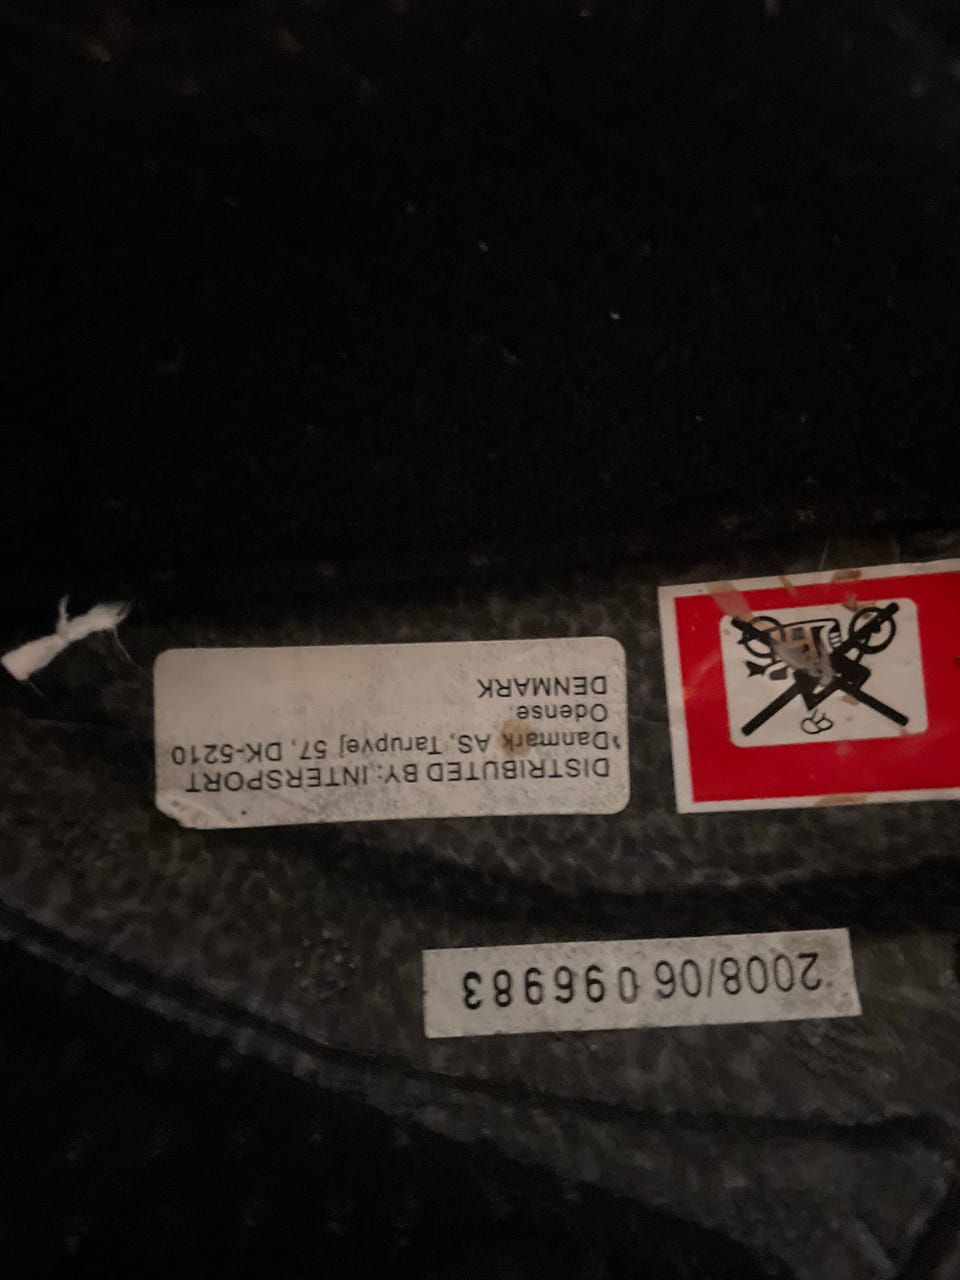 DISTRIBUTED BY: INTERSPORT
Danmark AS, Tarupvej 57, DK-5210
Odense,
DENMARK
2008/06 096983